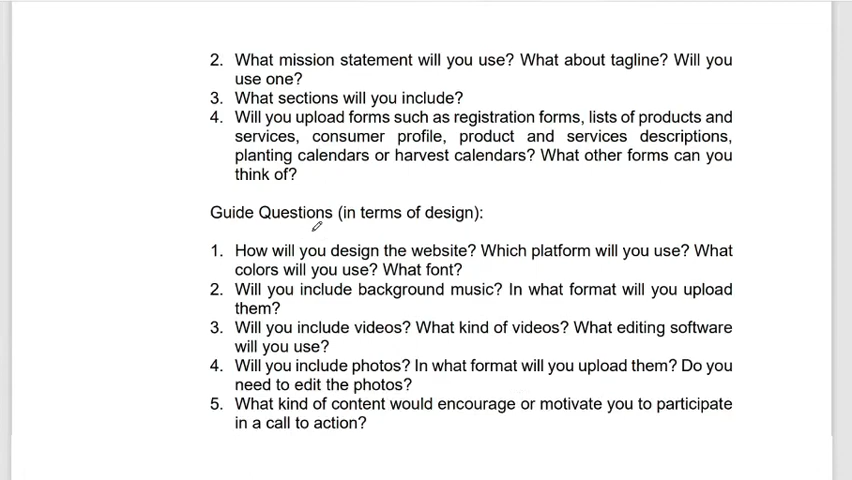 2. What mission statement will you use? What about tagline? Will you
use one?
3. What sections will you include?
4. Will you upload forms such as registration forms, lists of products and
services, consumer profile, product and services descriptions,
planting calendars or harvest calendars? What other forms can you
think of?
Guide Questions (in terms of design):
1. How will you design the website? Which platform will you use? What
colors will you use? What font?
2. Will you include background music? In what format will you upload
them?
3. Will you include videos? What kind of videos? What editing software
will you use?
4. Will you include photos? In what format will you upload them? Do you
need to edit the photos?
5. What kind of content would encourage or motivate you to participate
in a call to action?